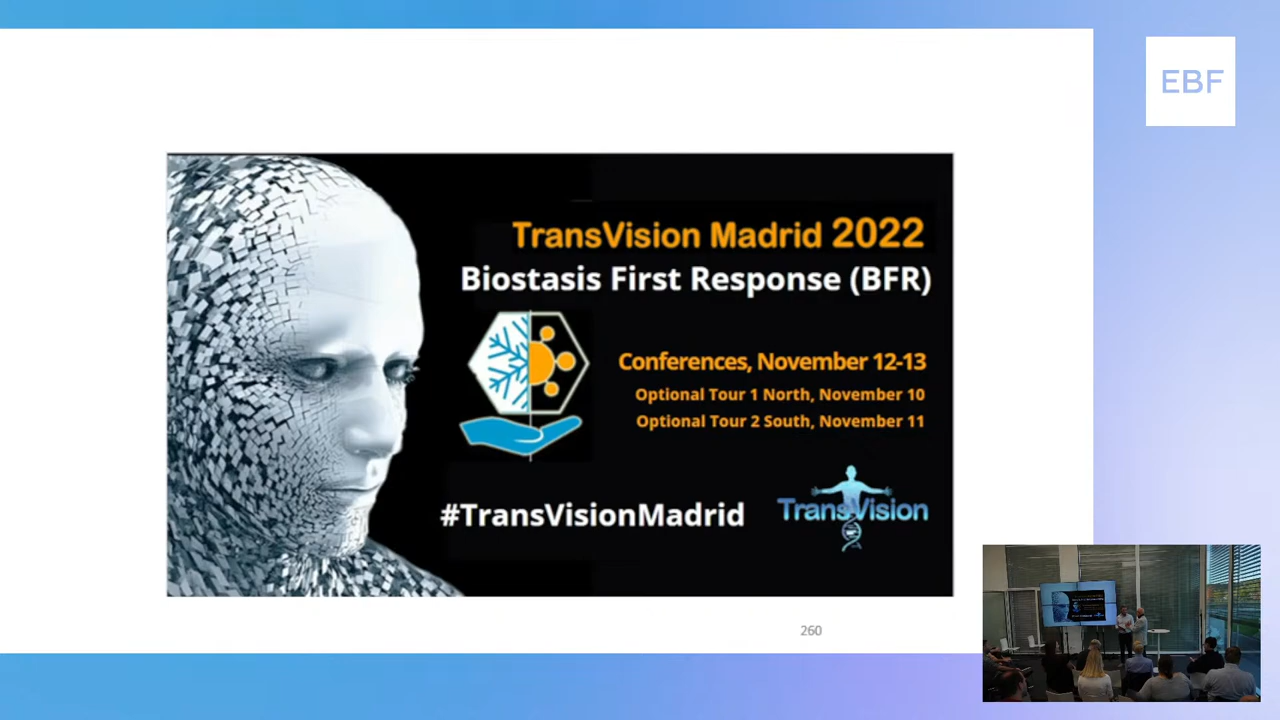 EBF
TransVision Madrid 2022
Biostasis First Response (BFR)
Conferences, November 12-13
Optional Tour 1 North, November 10
Optional Tour 2 South, November 11
#TransVisionMadrid
TransVision
260